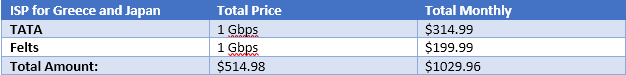 ISP for Greece and Japan Total Price Total Monthly
TATA 1 Gbps $314.99
Felts 1 Gbps $199.99
Total Amount: $514.98 $1029.96